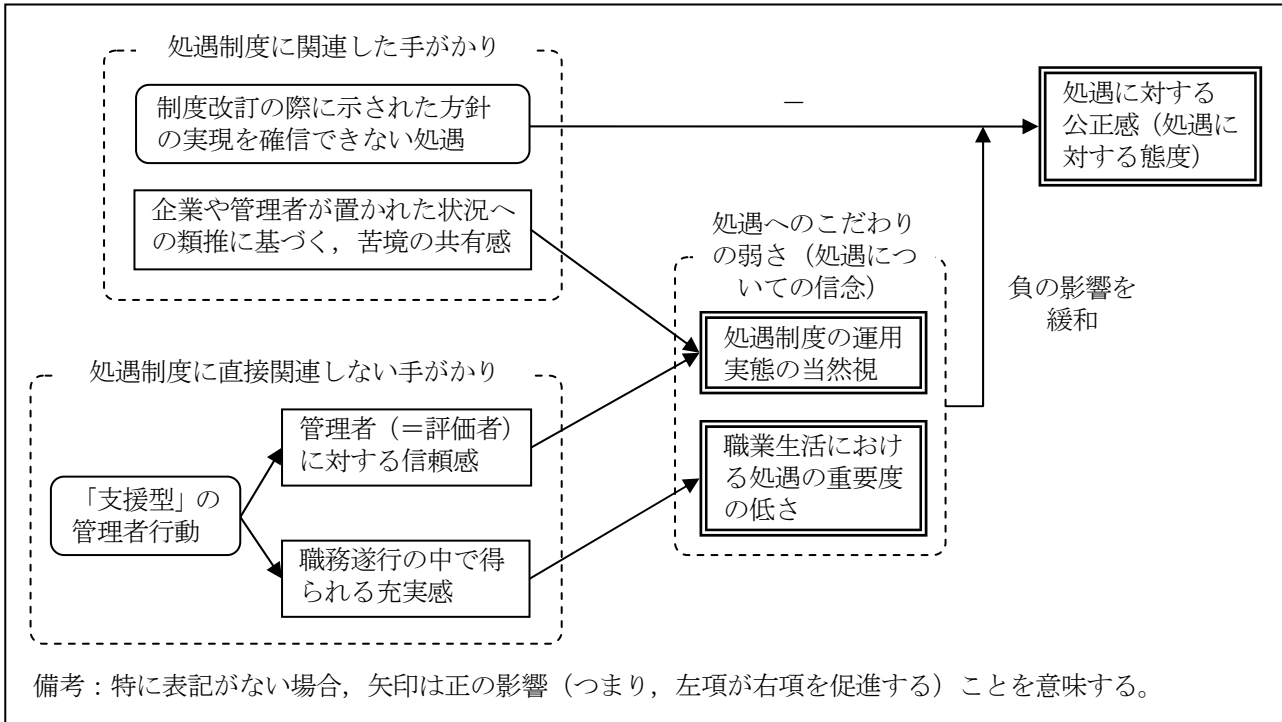 処遇制度に関連した手がかり
制度改訂の際に示された方針
の実現を確信できない処遇
－
処遇に対する
公正感（処遇に
対する態度）
企業や管理者が置かれた状況へ
の類推に基づく，苦境の共有感
処遇へのこだわり
の弱さ（処遇につ
いての信念）
負の影響を
緩和
処遇制度の運用
実態の当然視
処遇制度に直接関連しない手がかり
管理者（＝評価者）
に対する信頼感
職業生活におけ
る処遇の重要度
の低さ
「支援型」の
管理者行動
職務遂行の中で得
られる充実感
備考：特に表記がない場合，矢印は正の影響（つまり，左項が右項を促進する）ことを意味する。